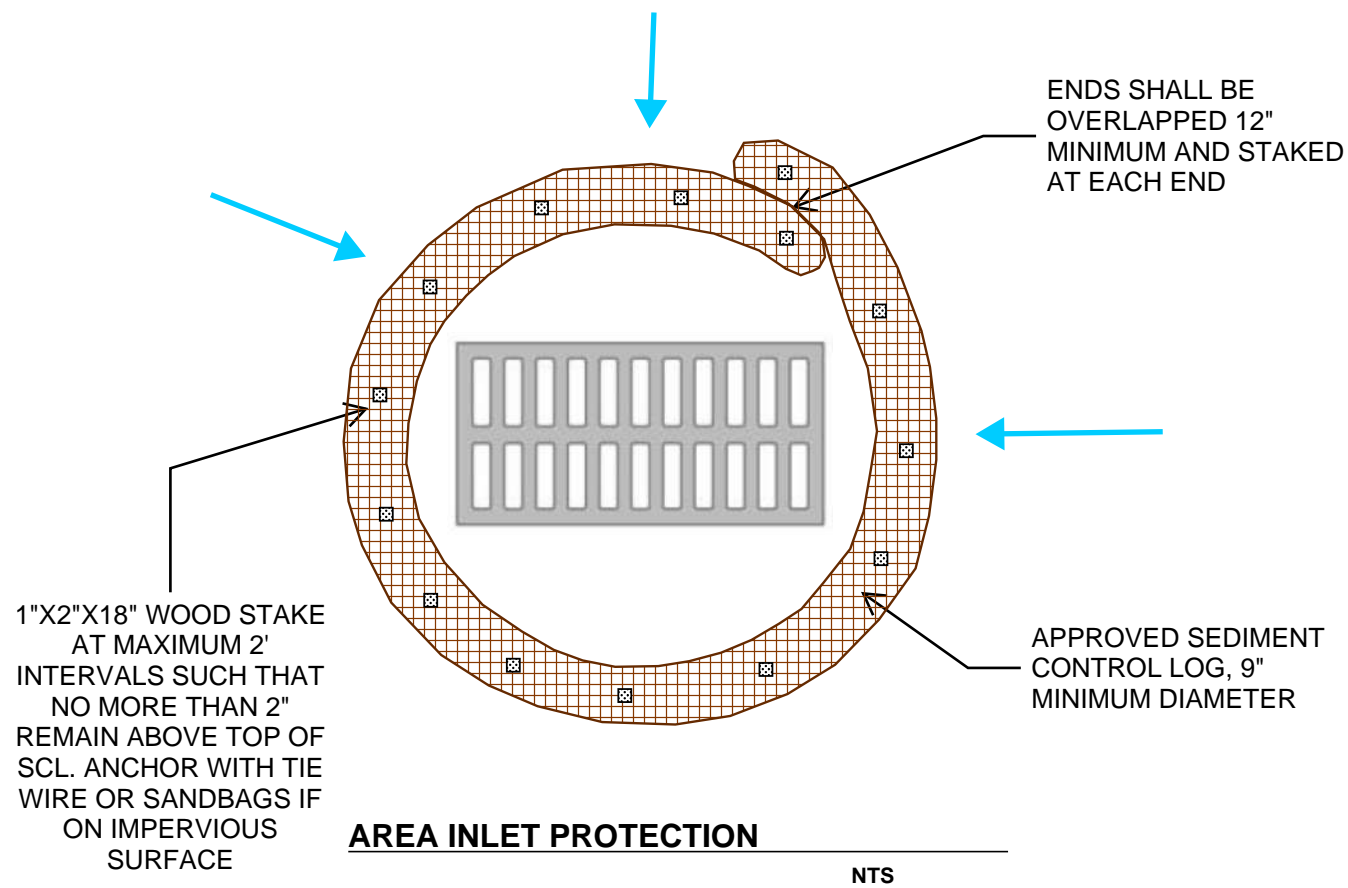 ENDS SHALL BE
OVERLAPPED 12"
MINIMUM AND STAKED
AT EACH END
1"X2"X18" WOOD STAKE
AT MAXIMUM 2'
INTERVALS SUCH THAT
NO MORE THAN 2"
REMAIN ABOVE TOP OF
SCL. ANCHOR WITH TIE
WIRE OR SANDBAGS IF
ON IMPERVIOUS
SURFACE
APPROVED SEDIMENT
CONTROL LOG, 9"
MINIMUM DIAMETER
AREA INLET PROTECTION
NTS